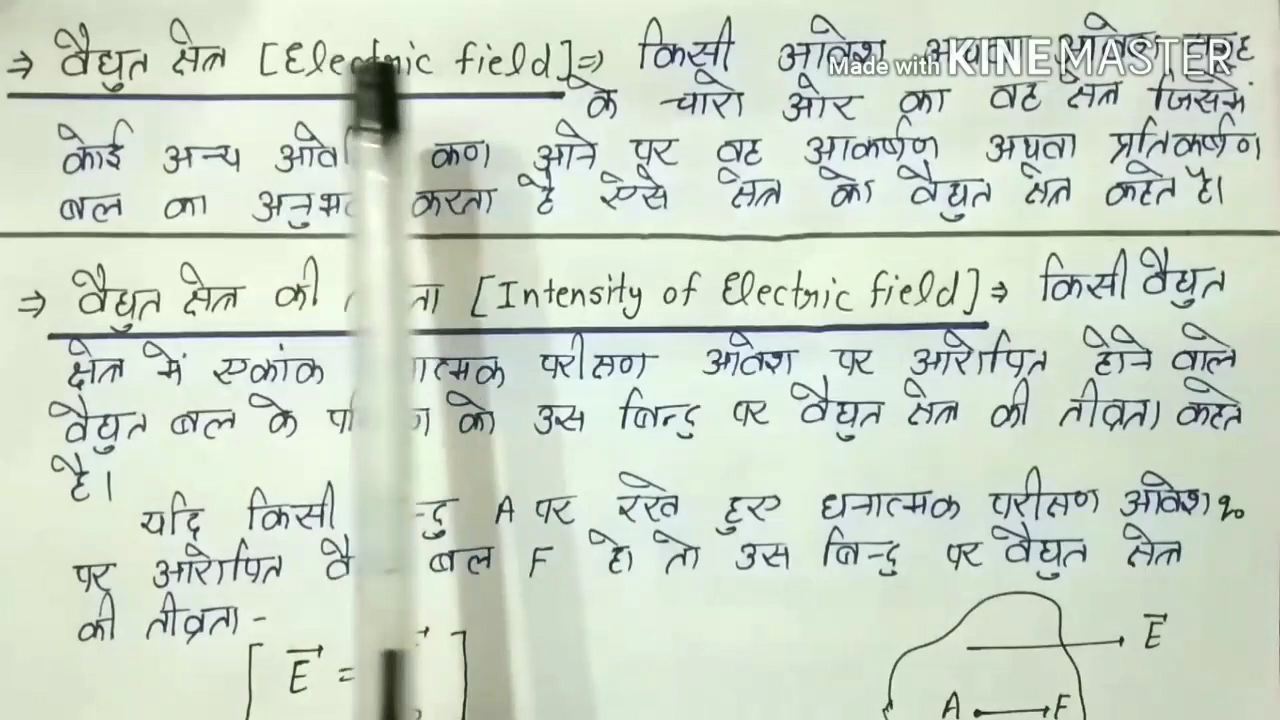 ⇒ वैद्युत क्षेत्र [Electric field] ⇒ किसी आवेश
Made with KINEMASTER
के चारो ओर का वह क्षेत्र जिसमें
कोई अन्य कण आने पर वह आकर्षण अथवा प्रतिकर्षण
बल का करता है ऐसे क्षेत्र को वैद्युत क्षेत्र कहते है।
⇒ वैद्युत क्षेत्र की [Intensity of Electric field] ⇒ किसी वैद्युत
क्षेत्र में एकांक परीक्षण आवेश पर आरोपित होने वाले
वैद्युत बल के को उस बिन्दु पर वैद्युत क्षेत्र की तीव्रता कहते
है।
यदि किसी A पर रखे हुए धनात्मक परीक्षण आवेश q₀
पर आरोपित बल F हो तो उस बिन्दु पर वैद्युत क्षेत्र
की तीव्रता -
[ E⃗ = ]
E⃗
A F